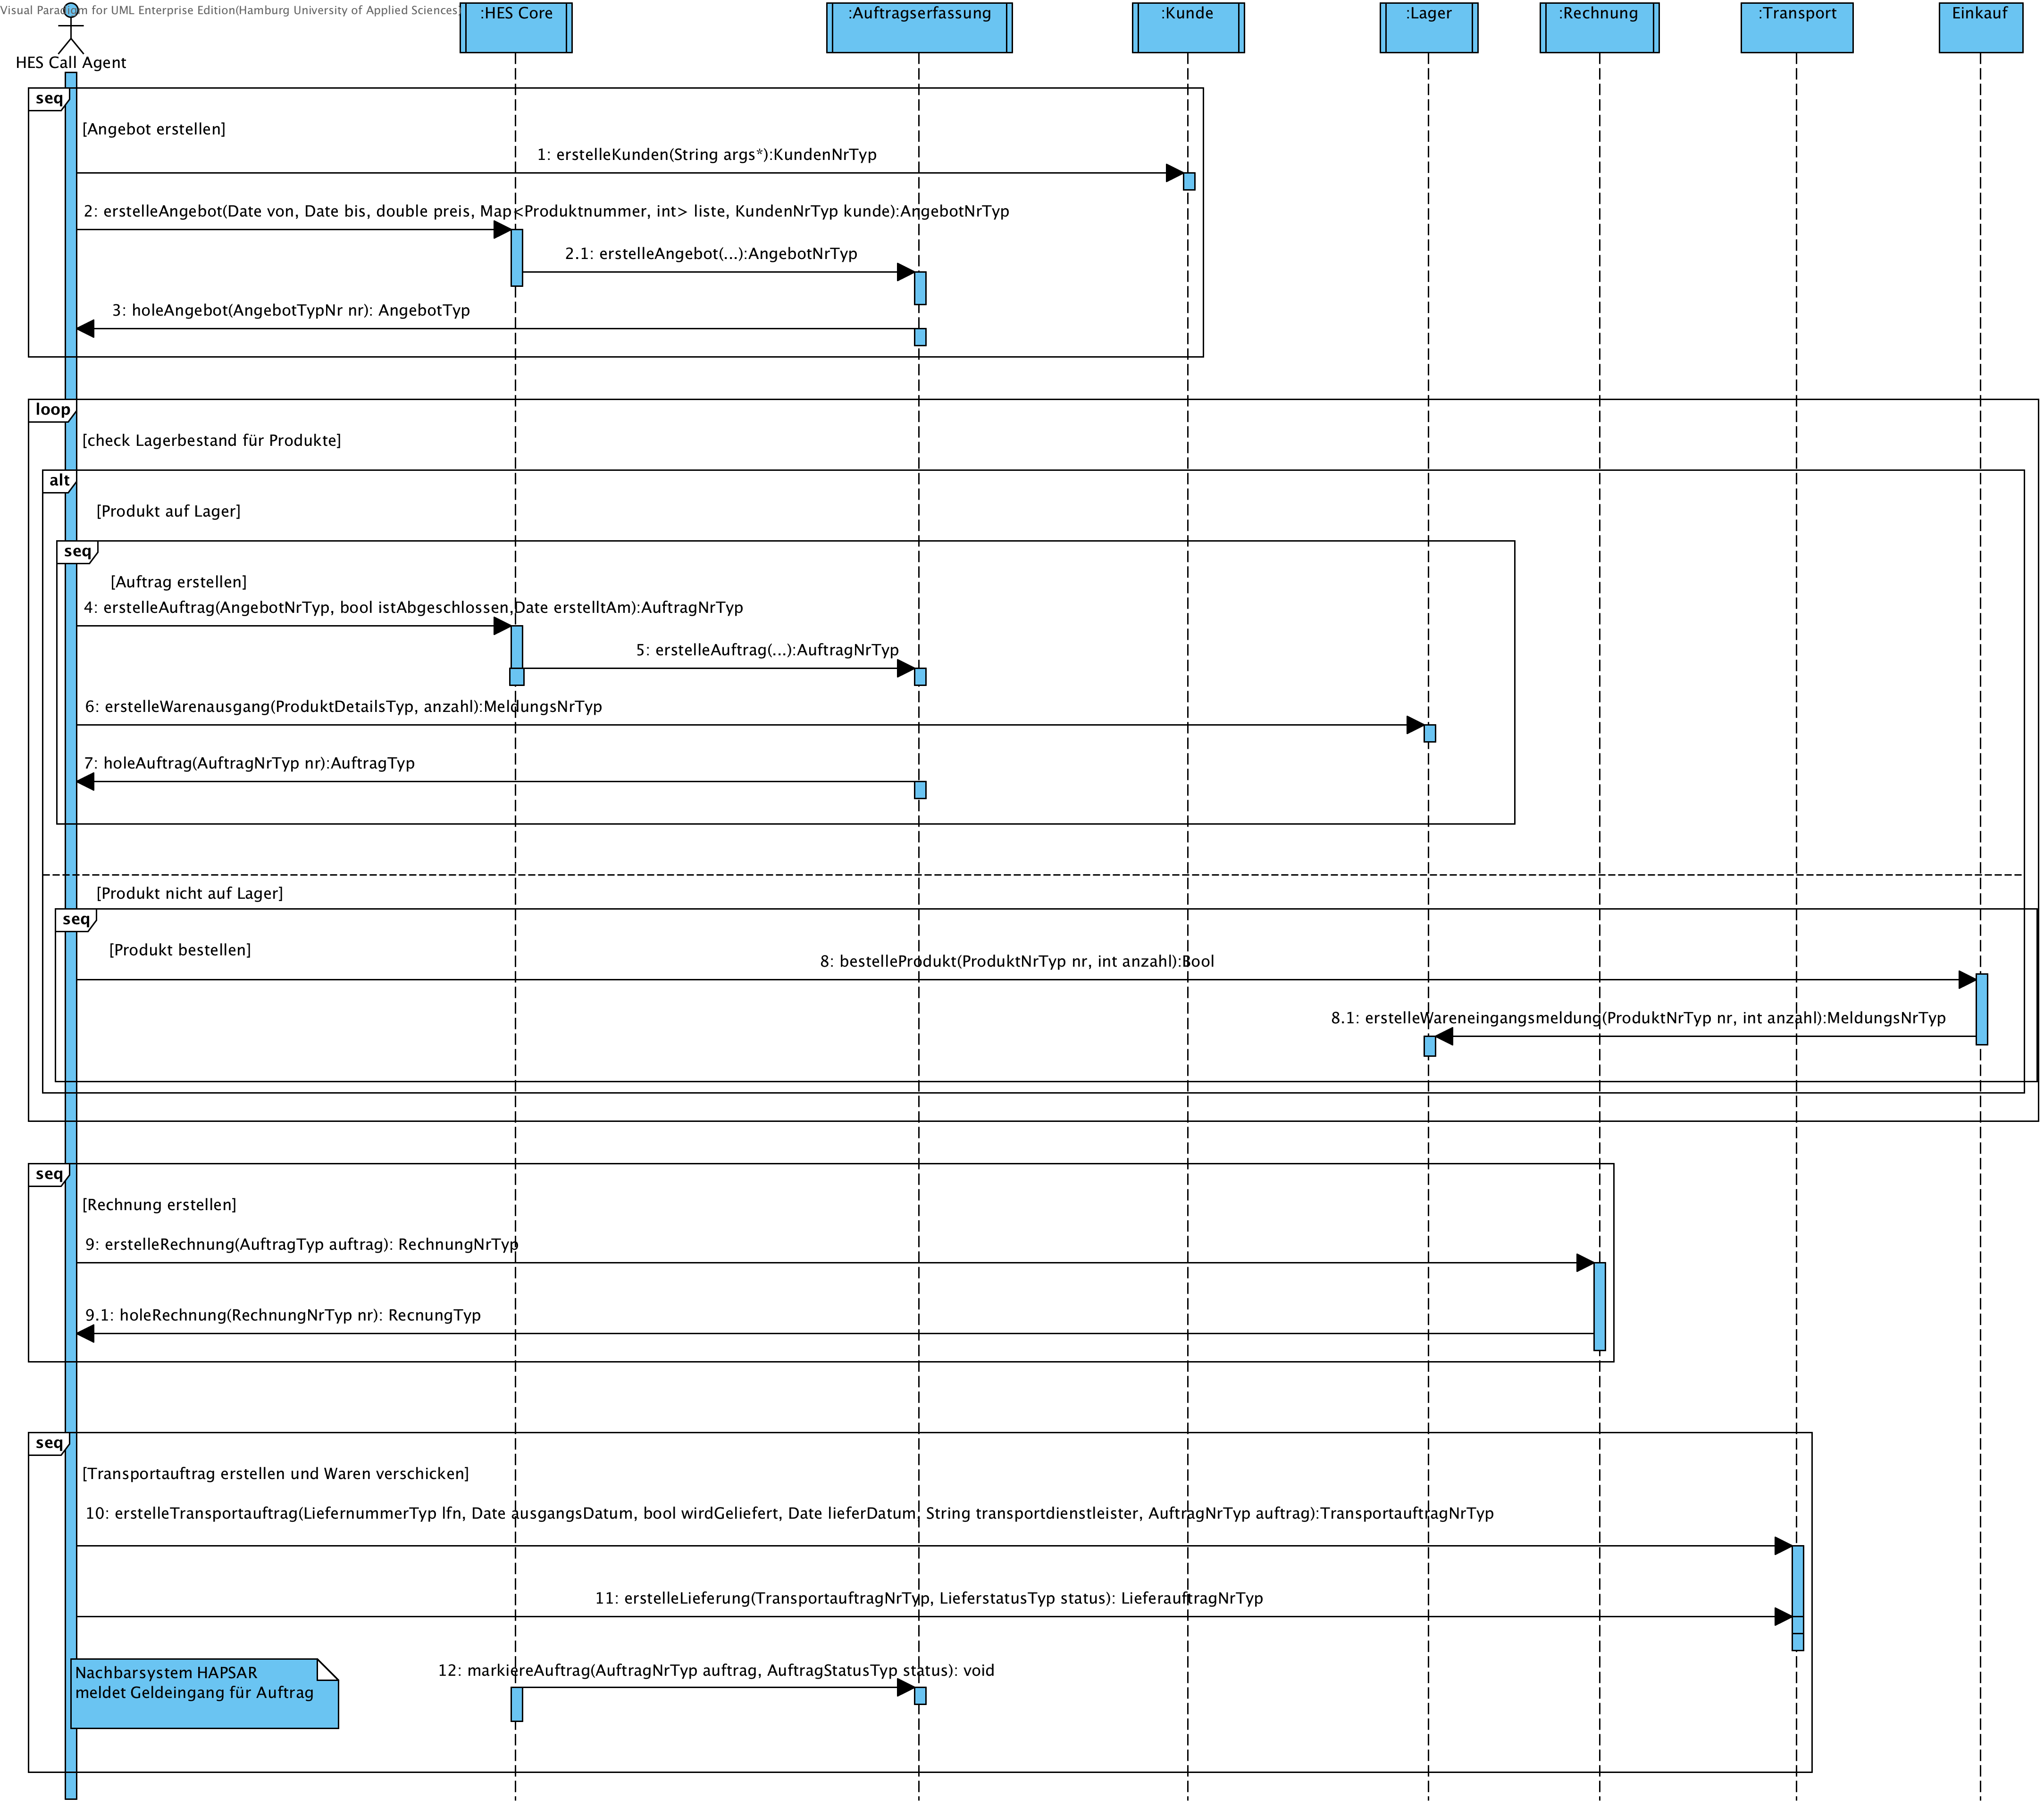 Visual Paradigm for UML Enterprise Edition(Hamburg University of Applied Sciences)
HES Call Agent
:HES Core
:Auftragserfassung
:Kunde
:Lager
:Rechnung
:Transport
Einkauf
seq
[Angebot erstellen]
1: erstelleKunden(String args*):KundenNrTyp
2: erstelleAngebot(Date von, Date bis, double preis, Map<Produktnummer, int> liste, KundenNrTyp kunde):AngebotNrTyp
2.1: erstelleAngebot(...):AngebotNrTyp
3: holeAngebot(AngebotTypNr nr): AngebotTyp
loop
[check Lagerbestand für Produkte]
alt
[Produkt auf Lager]
seq
[Auftrag erstellen]
4: erstelleAuftrag(AngebotNrTyp, bool istAbgeschlossen,Date erstelltAm):AuftragNrTyp
5: erstelleAuftrag(...):AuftragNrTyp
6: erstelleWarenausgang(ProduktDetailsTyp, anzahl):MeldungsNrTyp
7: holeAuftrag(AuftragNrTyp nr):AuftragTyp
[Produkt nicht auf Lager]
seq
[Produkt bestellen]
8: bestelleProdukt(ProduktNrTyp nr, int anzahl):Bool
8.1: erstelleWareneingangsmeldung(ProduktNrTyp nr, int anzahl):MeldungsNrTyp
seq
[Rechnung erstellen]
9: erstelleRechnung(AuftragTyp auftrag): RechnungNrTyp
9.1: holeRechnung(RechnungNrTyp nr): RecnungTyp
seq
[Transportauftrag erstellen und Waren verschicken]
10: erstelleTransportauftrag(LiefernummerTyp lfn, Date ausgangsDatum, bool wirdGeliefert, Date lieferDatum, String transportdienstleister, AuftragNrTyp auftrag):TransportauftragNrTyp
11: erstelleLieferung(TransportauftragNrTyp, LieferstatusTyp status): LieferauftragNrTyp
12: markiereAuftrag(AuftragNrTyp auftrag, AuftragStatusTyp status): void
Nachbarsystem HAPSAR
meldet Geldeingang für Auftrag